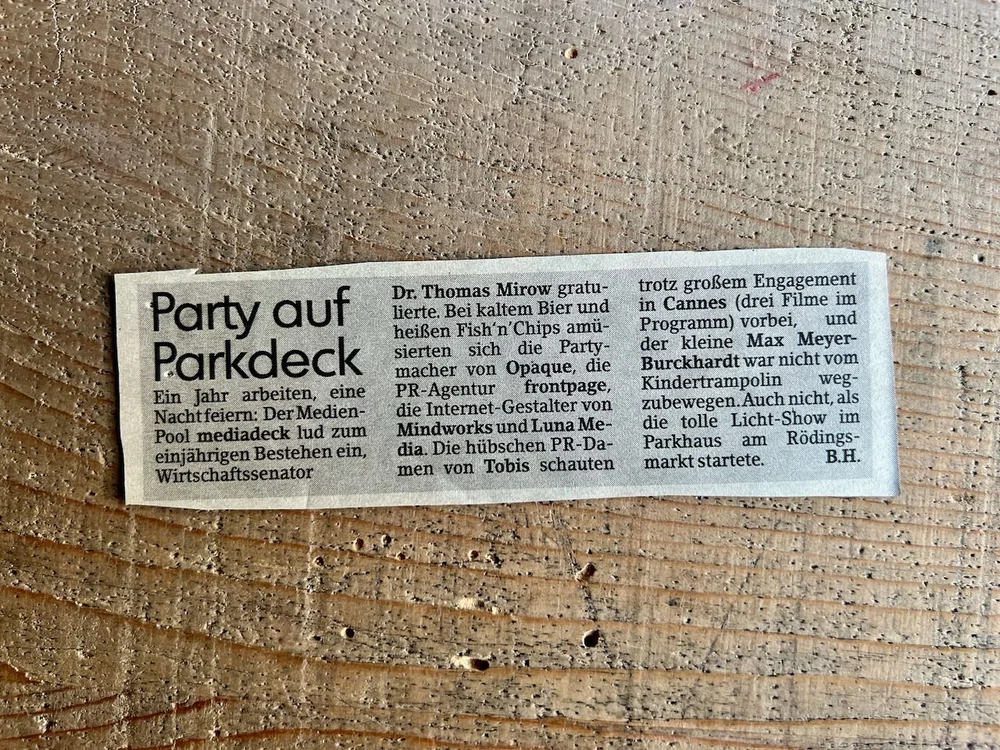 Party auf
Parkdeck
Ein Jahr arbeiten, eine
Nacht feiern: Der Medien-
Pool mediadeck lud zum
einjährigen Bestehen ein,
Wirtschaftssenator
Dr. Thomas Mirow gratu-
lierte. Bei kaltem Bier und
heißen Fish'n'Chips amü-
sierten sich die Party-
macher von Opaque, die
PR-Agentur frontpage,
die Internet-Gestalter von
Mindworks und Luna Me-
dia. Die hübschen PR-Da-
men von Tobis schauten
trotz großem Engagement
in Cannes (drei Filme im
Programm) vorbei, und
der kleine Max Meyer-
Burckhardt war nicht vom
Kindertrampolin weg-
zubewegen. Auch nicht, als
die tolle Licht-Show im
Parkhaus am Rödings-
markt startete. B.H.